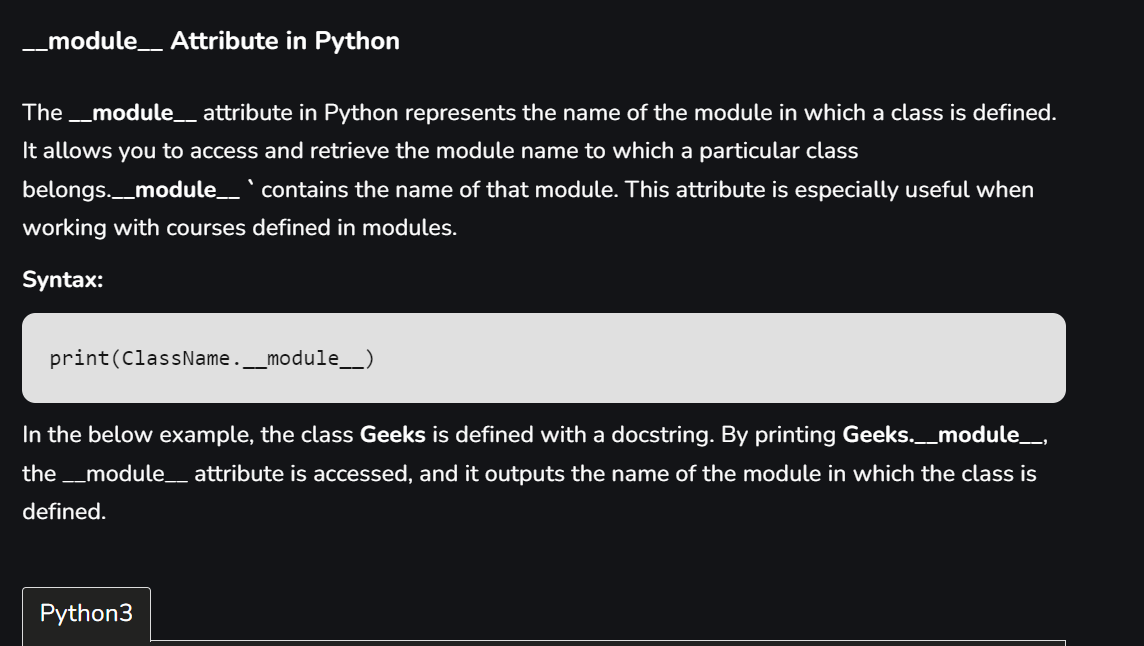 __module__ Attribute in Python
The __module__ attribute in Python represents the name of the module in which a class is defined.
It allows you to access and retrieve the module name to which a particular class
belongs.__module__ ` contains the name of that module. This attribute is especially useful when
working with courses defined in modules.
Syntax:
print(ClassName.__module__)
In the below example, the class Geeks is defined with a docstring. By printing Geeks.__module__,
the __module__ attribute is accessed, and it outputs the name of the module in which the class is
defined.
Python3